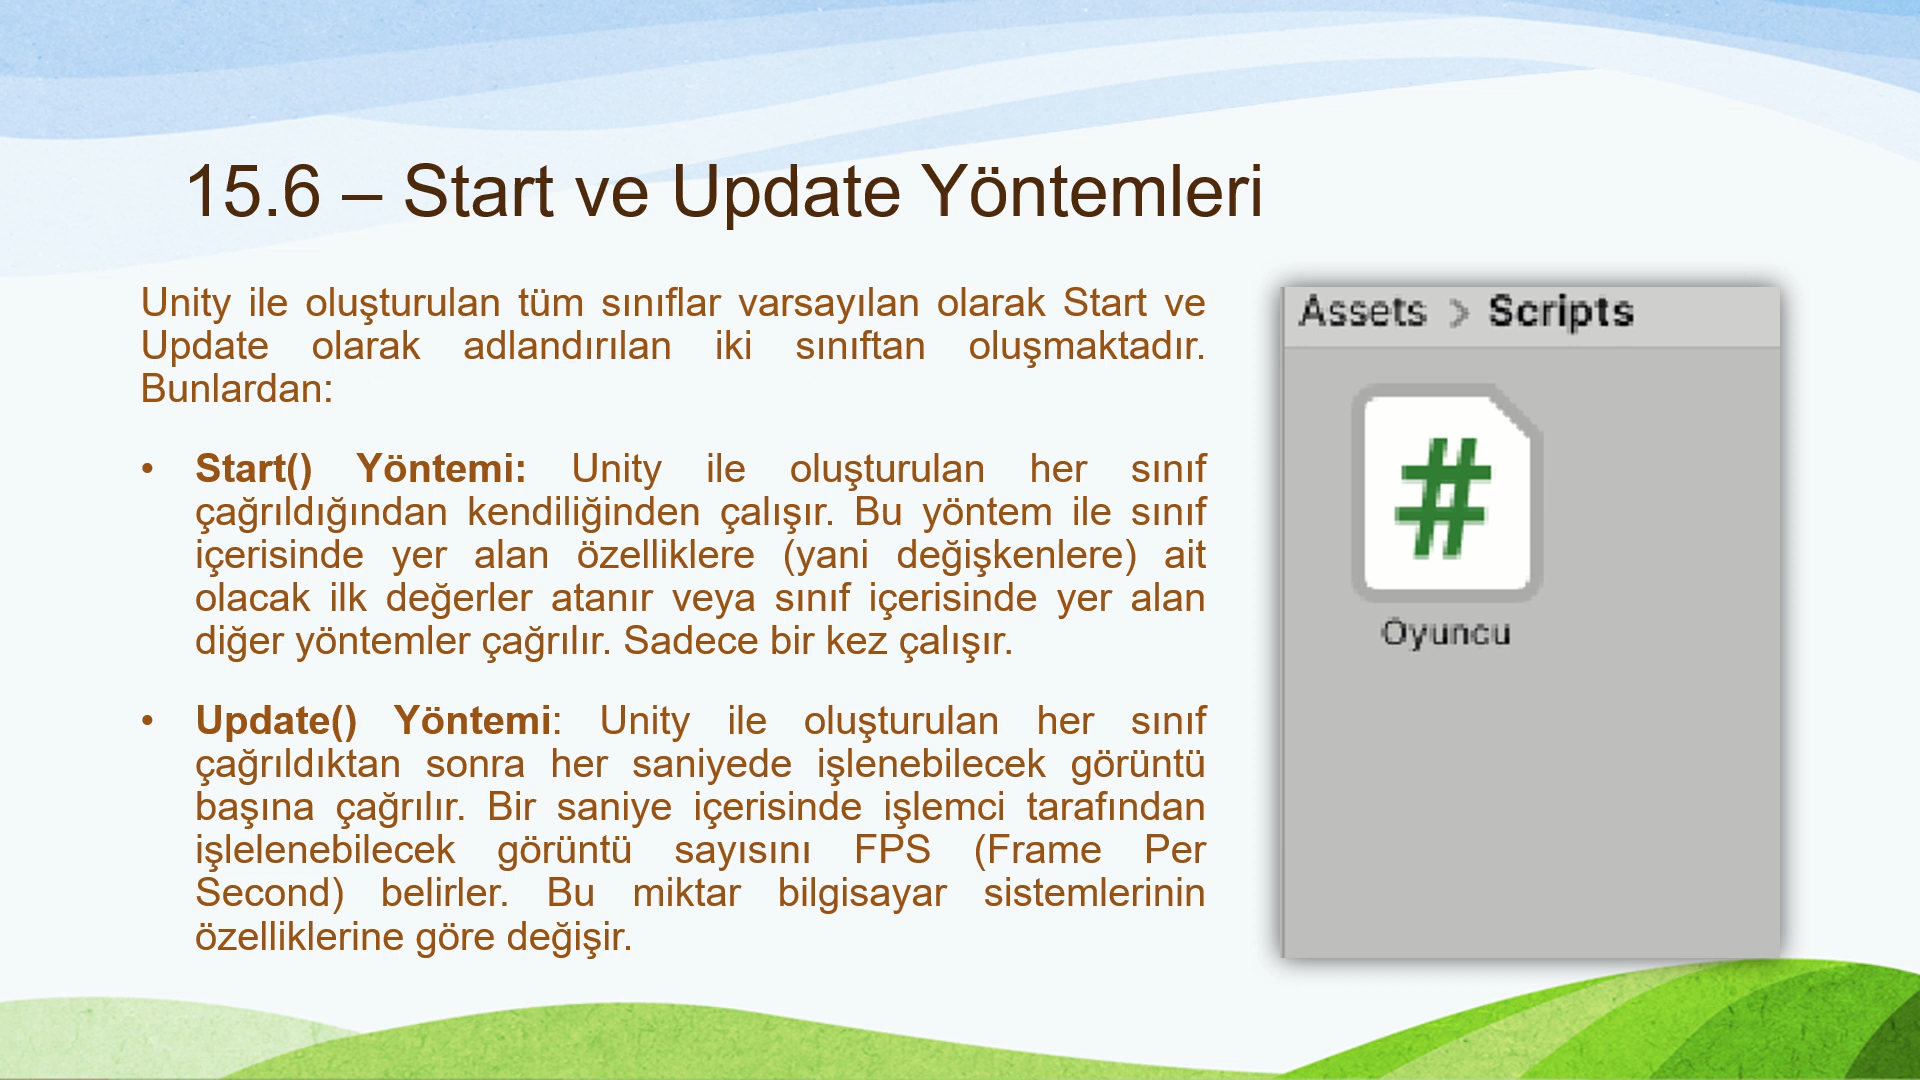 15.6 – Start ve Update Yöntemleri
Unity ile oluşturulan tüm sınıflar varsayılan olarak Start ve
Update olarak adlandırılan iki sınıftan oluşmaktadır.
Bunlardan:
• Start() Yöntemi: Unity ile oluşturulan her sınıf
çağrıldığından kendiliğinden çalışır. Bu yöntem ile sınıf
içerisinde yer alan özelliklere (yani değişkenlere) ait
olacak ilk değerler atanır veya sınıf içerisinde yer alan
diğer yöntemler çağrılır. Sadece bir kez çalışır.
• Update() Yöntemi: Unity ile oluşturulan her sınıf
çağrıldıktan sonra her saniyede işlenebilecek görüntü
başına çağrılır. Bir saniye içerisinde işlemci tarafından
işlelenebilecek görüntü sayısını FPS (Frame Per
Second) belirler. Bu miktar bilgisayar sistemlerinin
özelliklerine göre değişir.
Assets > Scripts
#
Oyuncu